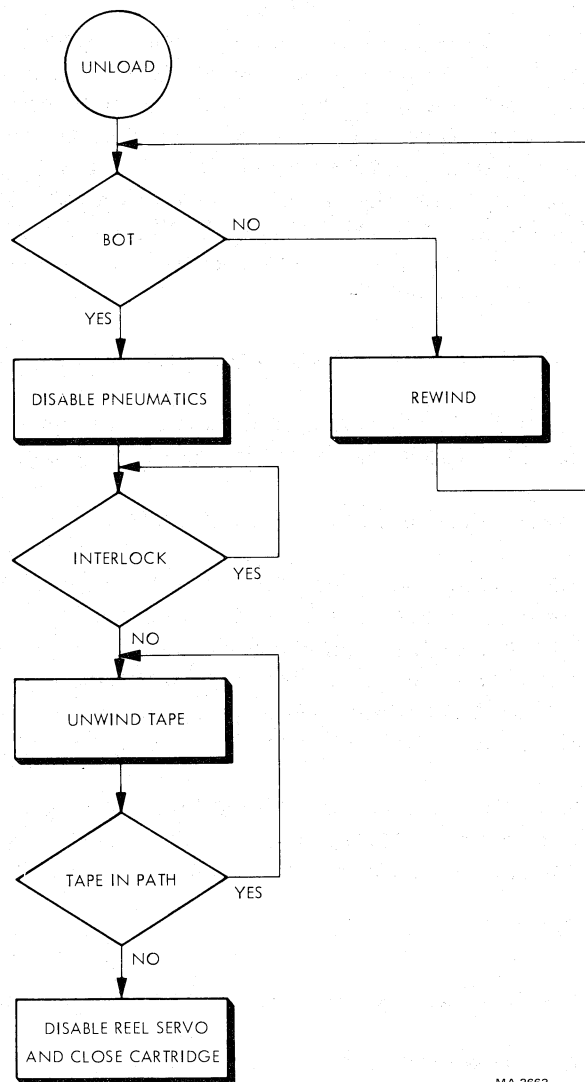 UNLOAD
BOT
NO
YES
DISABLE PNEUMATICS
REWIND
INTERLOCK
YES
NO
UNWIND TAPE
TAPE IN PATH
YES
NO
DISABLE REEL SERVO
AND CLOSE CARTRIDGE